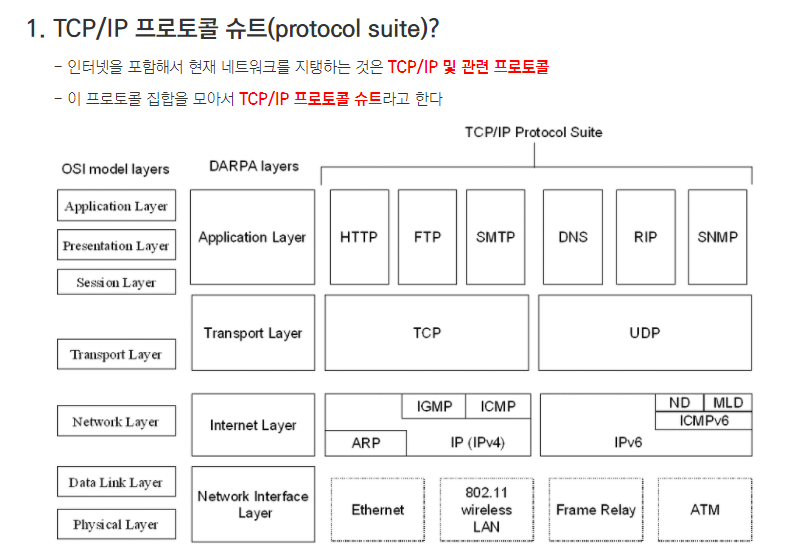 1. TCP/IP 프로토콜 슈트(protocol suite)?
- 인터넷을 포함해서 현재 네트워크를 지탱하는 것은 TCP/IP 및 관련 프로토콜
- 이 프로토콜 집합을 모아서 TCP/IP 프로토콜 슈트라고 한다
TCP/IP Protocol Suite
OSI model layers
DARPA layers
Application Layer
Presentation Layer
Session Layer
Application Layer
HTTP
FTP
SMTP
DNS
RIP
SNMP
Transport Layer
Transport Layer
TCP
UDP
Network Layer
Internet Layer
IGMP
ICMP
ARP
IP (IPv4)
ND
MLD
ICMPv6
IPv6
Data Link Layer
Physical Layer
Network Interface
Layer
Ethernet
802.11
wireless
LAN
Frame Relay
ATM